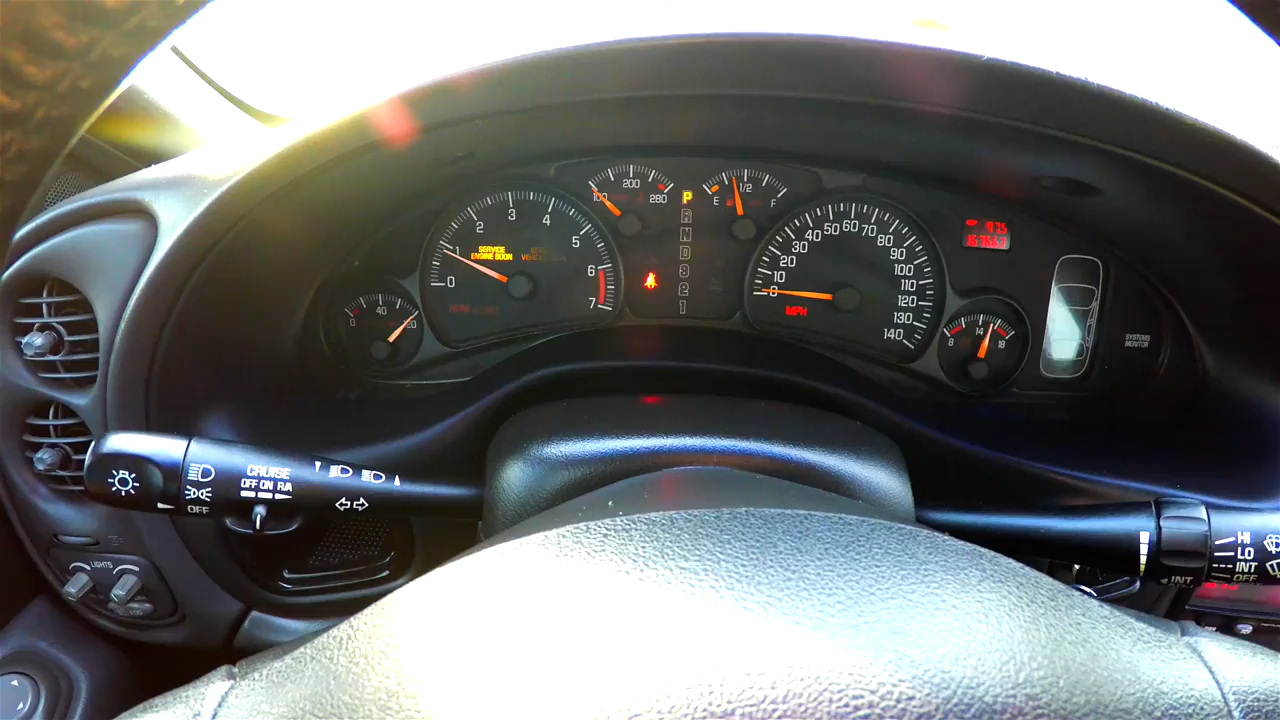 100 200 280
E 1/2 F
P
R
N
D
3
2
1
0 1 2 3 4 5 6 7
SERVICE
ENGINE SOON
0 40 80
0 10 20 30 40 50 60 70 80 90 100 110 120 130 140
MPH
8 14 18
SYSTEMS
MONITOR
OFF
CRUISE
OFF ON R/A
LIGHTS
HI
LO
INT
OFF
INT